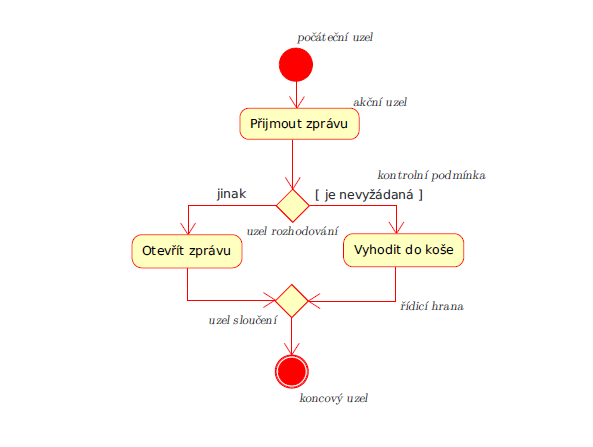 počáteční uzel
akční uzel
Přijmout zprávu
kontrolní podmínka
jinak
[ je nevyžádaná ]
uzel rozhodování
Otevřít zprávu
Vyhodit do koše
řídicí hrana
uzel sloučení
koncový uzel